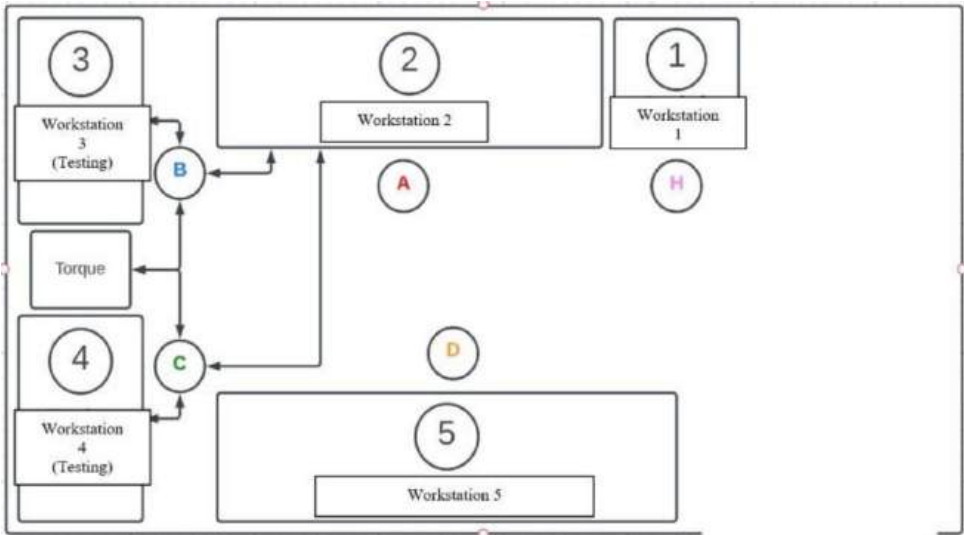 3
Workstation
3
(Testing)
2
Workstation 2
1
Workstation
1
B
A
H
Torque
4
Workstation
4
(Testing)
C
D
5
Workstation 5